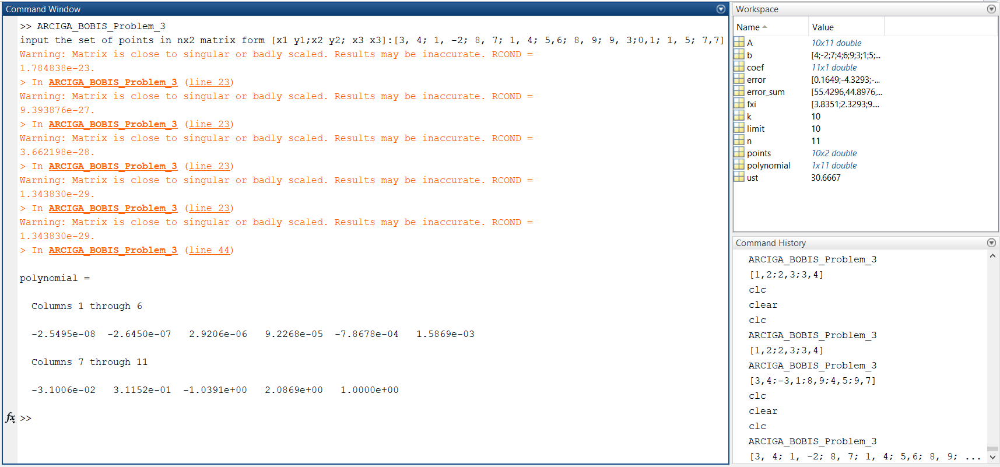 Command Window
>> ARCIGA_BOBIS_Problem_3
input the set of points in nx2 matrix form [x1 y1;x2 y2; x3 x3]:[3, 4; 1, -2; 8, 7; 1, 4; 5,6; 8, 9; 9, 3;0,1; 1, 5; 7,7]
Warning: Matrix is close to singular or badly scaled. Results may be inaccurate. RCOND =
1.784838e-23.
> In ARCIGA_BOBIS_Problem_3 (line 23)
Warning: Matrix is close to singular or badly scaled. Results may be inaccurate. RCOND =
9.393876e-27.
> In ARCIGA_BOBIS_Problem_3 (line 23)
Warning: Matrix is close to singular or badly scaled. Results may be inaccurate. RCOND =
3.662198e-28.
> In ARCIGA_BOBIS_Problem_3 (line 23)
Warning: Matrix is close to singular or badly scaled. Results may be inaccurate. RCOND =
1.343830e-29.
> In ARCIGA_BOBIS_Problem_3 (line 23)
Warning: Matrix is close to singular or badly scaled. Results may be inaccurate. RCOND =
1.343830e-29.
> In ARCIGA_BOBIS_Problem_3 (line 44)
polynomial =
Columns 1 through 6
-2.5495e-08 -2.6450e-07 2.9206e-06 9.2268e-05 -7.8678e-04 1.5869e-03
Columns 7 through 11
-3.1006e-02 3.1152e-01 -1.0391e+00 2.0869e+00 1.0000e+00
fx >>
Workspace
Name Value
A 10x11 double
b [4;-2;7;4;6;9;3;1;5;...
coef 11x1 double
error [0.1649;-4.3293;-...
error_sum [55.4296,44.8976,...
fxi [3.8351;2.3293;9....
k 10
limit 10
n 11
points 10x2 double
polynomial 1x11 double
ust 30.6667
Command History
ARCIGA_BOBIS_Problem_3
[1,2;2,3;3,4]
clc
clear
clc
ARCIGA_BOBIS_Problem_3
[1,2;2,3;3,4]
ARCIGA_BOBIS_Problem_3
[3,4;-3,1;8,9;4,5;9,7]
clc
clear
clc
ARCIGA_BOBIS_Problem_3
[3, 4; 1, -2; 8, 7; 1, 4; 5,6; 8, 9; ...